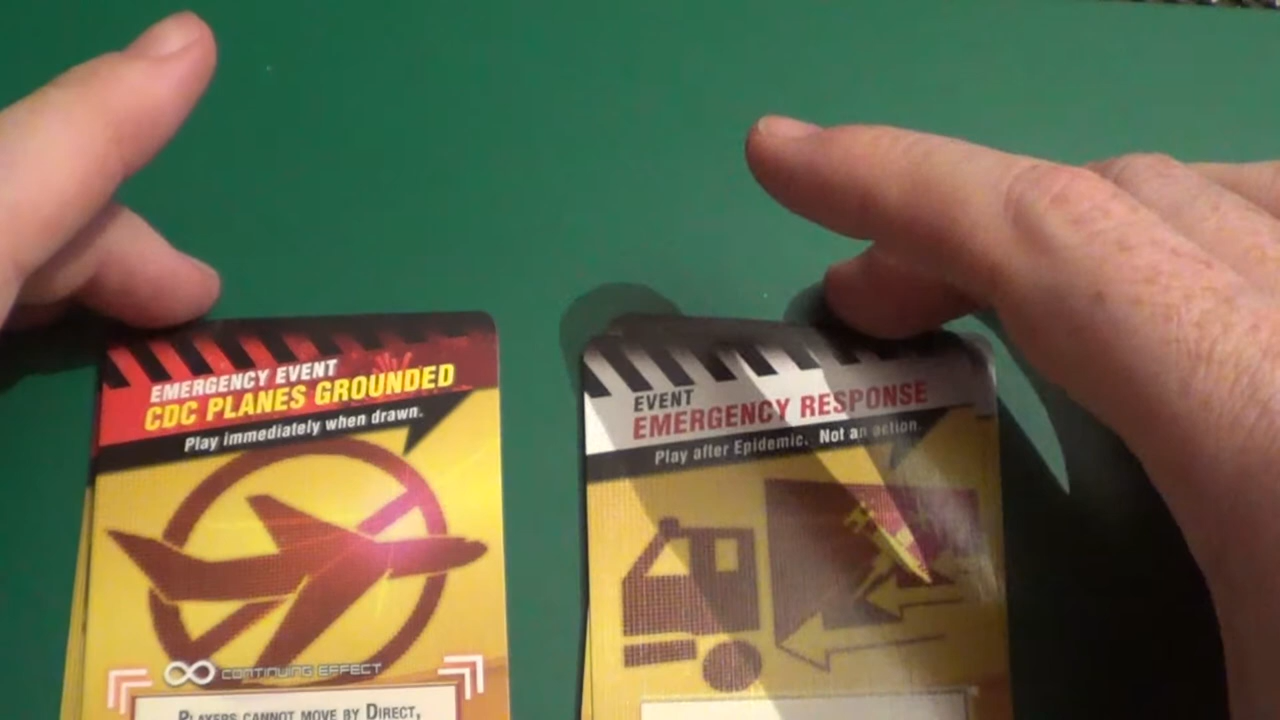 EMERGENCY EVENT
CDC PLANES GROUNDED
Play immediately when drawn.
CONTINUING EFFECT
PLAYERS CANNOT MOVE BY DIRECT,
EVENT
EMERGENCY RESPONSE
Play after Epidemic. Not an action.